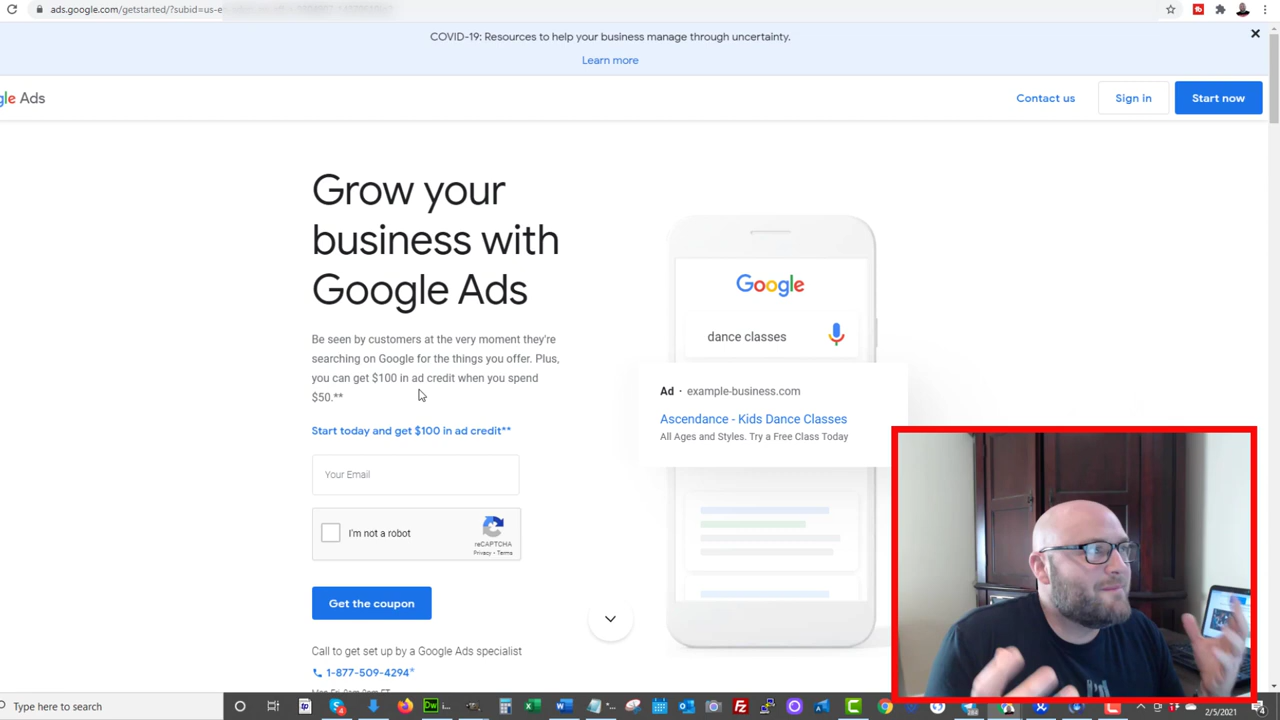 ads.google.com/getstarted/?subid=us-e
COVID-19: Resources to help your business manage through uncertainty.
Learn more
gle Ads
Contact us
Sign in
Start now
Grow your
business with
Google Ads
Be seen by customers at the very moment they're
searching on Google for the things you offer. Plus,
you can get $100 in ad credit when you spend
$50.**
Start today and get $100 in ad credit**
Your Email
I'm not a robot
reCAPTCHA
Privacy - Terms
Get the coupon
Call to get set up by a Google Ads specialist
1-877-509-4294*
Google
dance classes
Ad · example-business.com
Ascendance - Kids Dance Classes
All Ages and Styles. Try a Free Class Today
Type here to search
2/5/2021